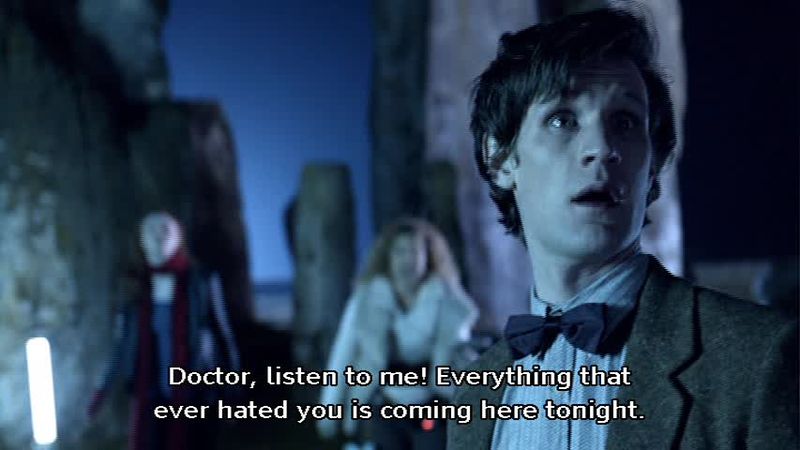 Doctor, listen to me! Everything that
ever hated you is coming here tonight.